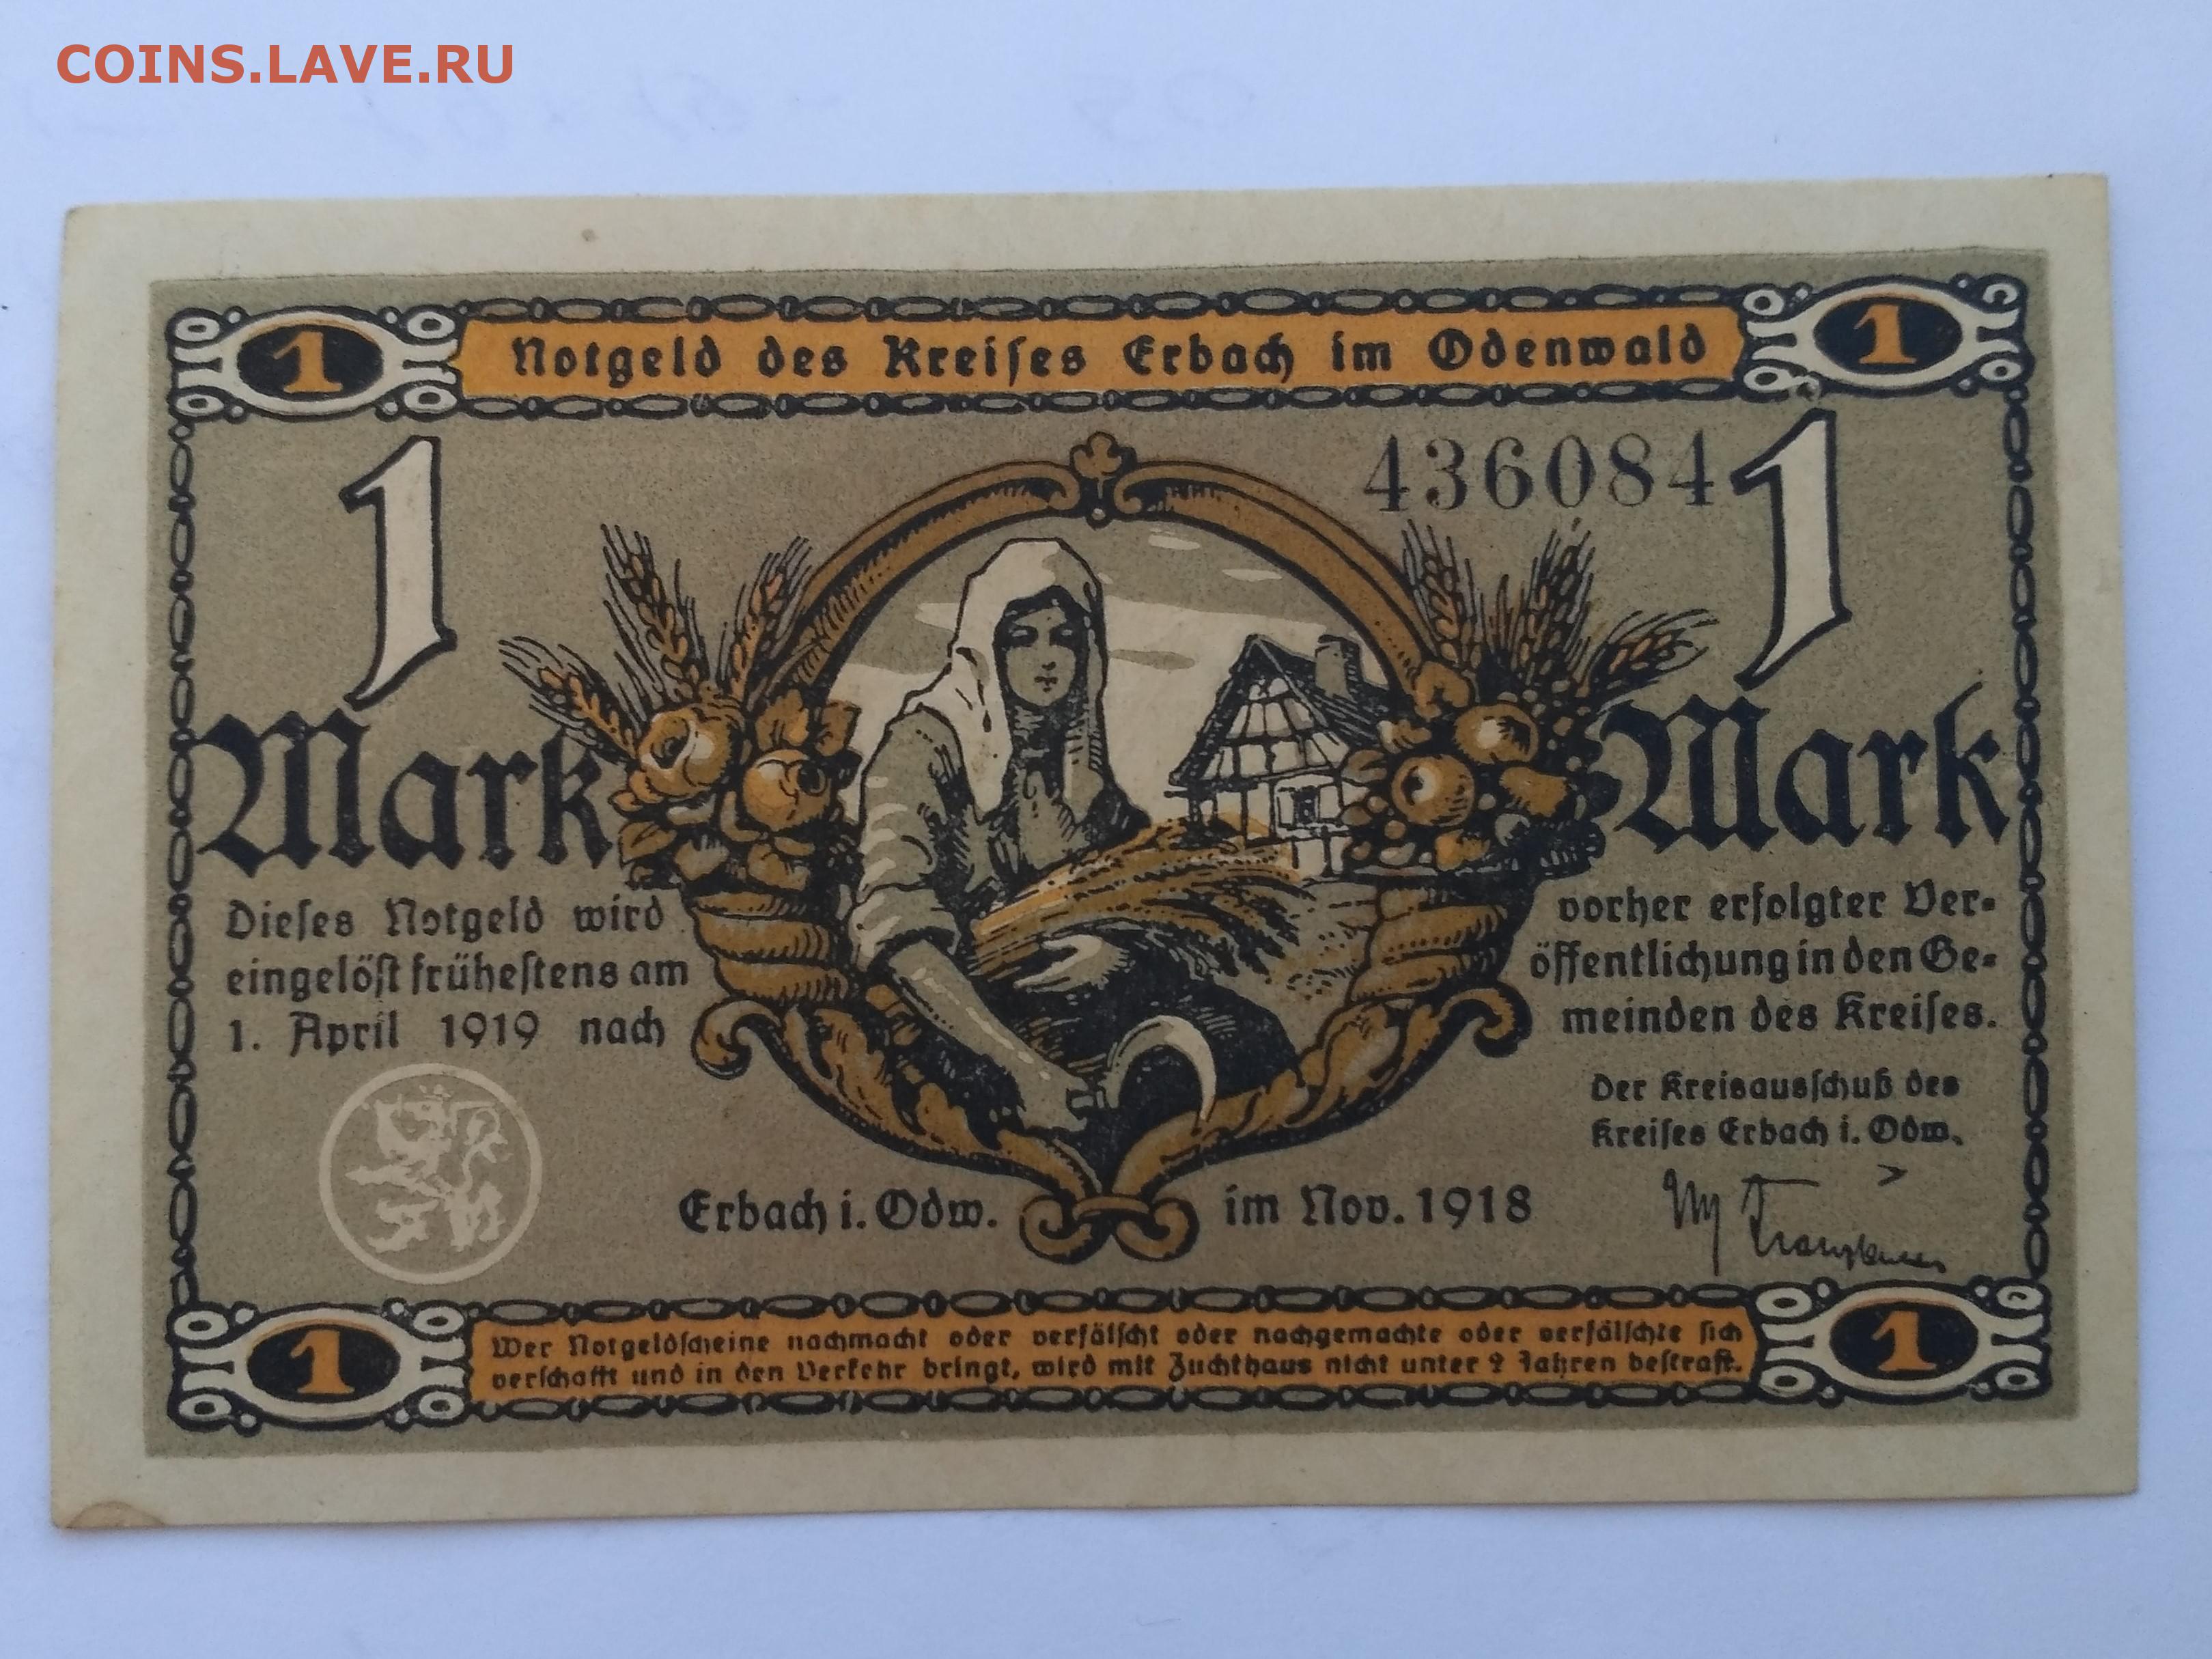 COINS.LAVE.RU
1
Notgeld des Kreiſes Erbach im Odenwald
1
436084
1
Mark
1
Mark
Dieſes Notgeld wird
eingelöſt früheſtens am
1. April 1919 nach
vorher erfolgter Ver-
öffentlichung in den Ge-
meinden des Kreiſes.
Der Kreisausſchuß des
Kreiſes Erbach i. Odw.
Erbach i. Odw. im Nov. 1918
1
Wer Notgeldſcheine nachmacht oder verfälſcht oder nachgemachte oder verfälſchte ſich
verſchafft und in den Verkehr bringt, wird mit Zuchthaus nicht unter 2 Jahren beſtraft.
1